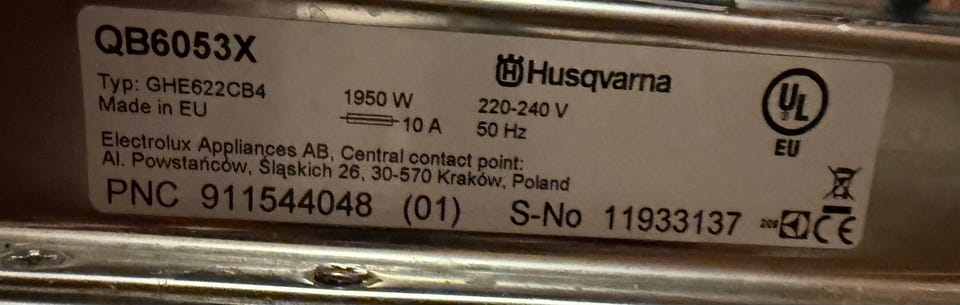 QB6053X
Husqvarna
Typ: GHE622CB4
Made in EU
1950 W
10 A
220-240 V
50 Hz
UL
EU
Electrolux Appliances AB, Central contact point:
Al. Powstańców, Śląskich 26, 30-570 Kraków, Poland
PNC 911544048 (01) S-No 11933137
CE